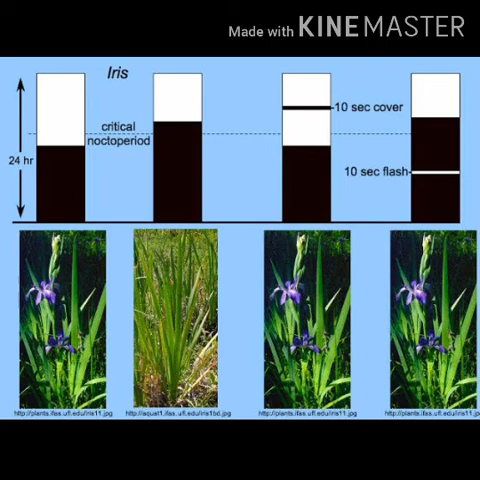 Made with KINEMASTER
Iris
10 sec cover
critical
noctoperiod
24 hr
10 sec flash
http://plants.ifas.ufl.edu/iris11.jpg
http://aquat1.ifas.ufl.edu/iris1bd.jpg
http://plants.ifas.ufl.edu/iris11.jpg
http://plants.ifas.ufl.edu/iris11.jp